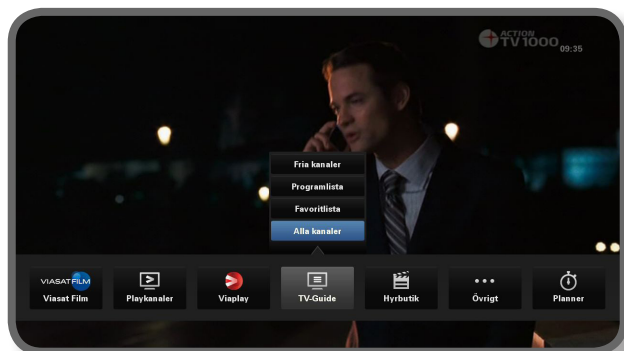 ACTION
TV1000 09:35
Fria kanaler
Programlista
Favoritlista
Alla kanaler
VIASAT FILM
Viasat Film
Playkanaler
Viaplay
TV-Guide
Hyrbutik
Övrigt
Planner